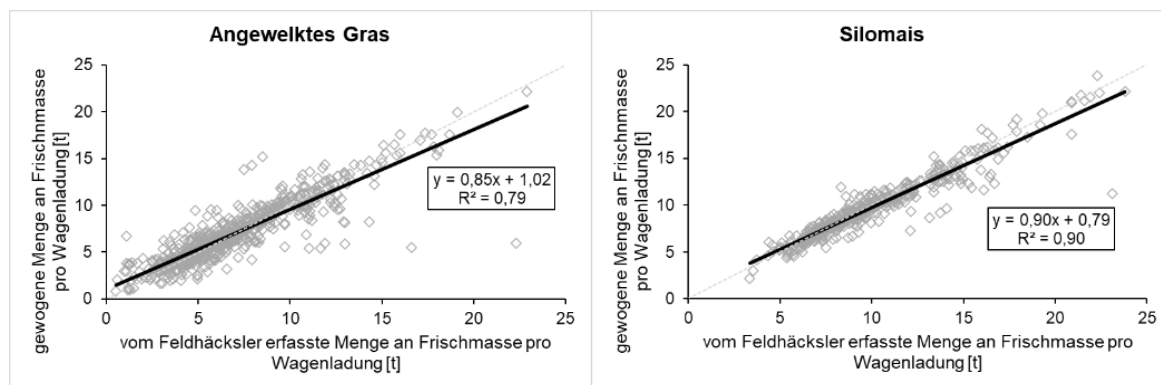 Angewelktes Gras
gewogene Menge an Frischnmasse
pro Wagenladung [t]
25
20
15
10
5
0
y = 0,85x + 1,02
R² = 0,79
0 5 10 15 20 25
vom Feldhäcksler erfasste Menge an Frischmasse pro
Wagenladung [t]
Silomais
gewogene Menge an Frischmasse
pro Wagenladung [t]
25
20
15
10
5
0
y = 0,90x + 0,79
R² = 0,90
0 5 10 15 20 25
vom Feldhäcksler erfasste Menge an Frischmasse pro
Wagenladung [t]